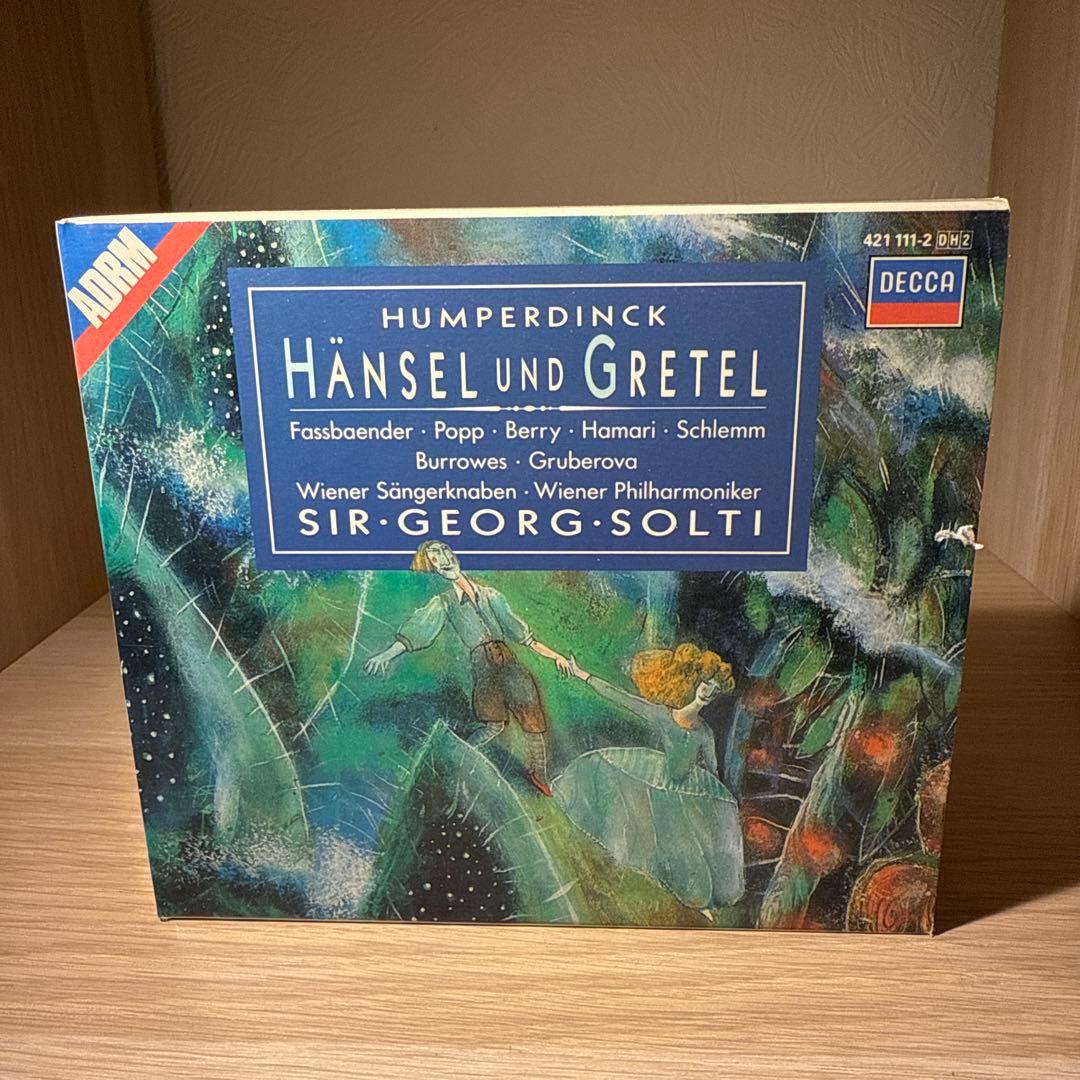 ADRM
421 111-2 DH2
DECCA
HUMPERDINCK
HÄNSEL UND GRETEL
Fassbaender · Popp · Berry · Hamari · Schlemm
Burrowes · Gruberova
Wiener Sängerknaben · Wiener Philharmoniker
SIR · GEORG · SOLTI